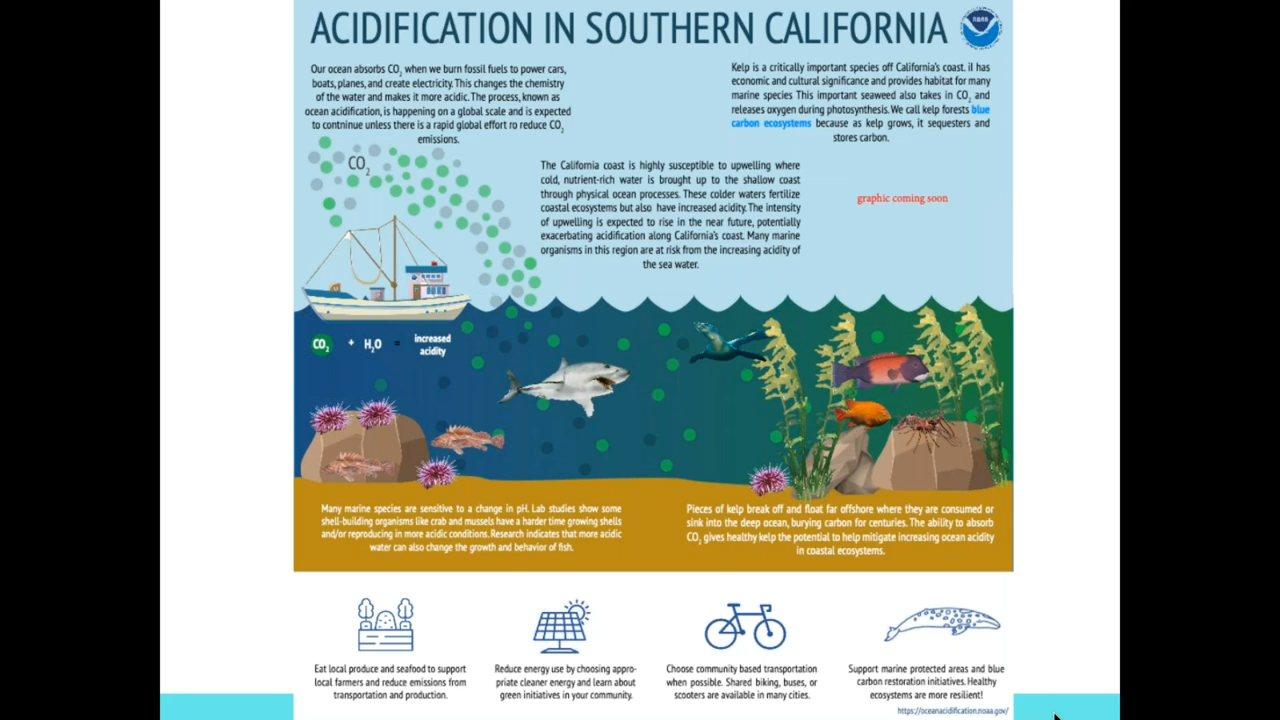 ACIDIFICATION IN SOUTHERN CALIFORNIA
NOAA
Our ocean absorbs CO2 when we burn fossil fuels to power cars,
boats, planes, and create electricity. This changes the chemistry
of the water and makes it more acidic. The process, known as
ocean acidification, is happening on a global scale and is expected
to contninue unless there is a rapid global effort ro reduce CO2
emissions.
Kelp is a critically important species off California's coast. iI has
economic and cultural significance and provides habitat for many
marine species This important seaweed also takes in CO2 and
releases oxygen during photosynthesis. We call kelp forests blue
carbon ecosystems because as kelp grows, it sequesters and
stores carbon.
CO2
The California coast is highly susceptible to upwelling where
cold, nutrient-rich water is brought up to the shallow coast
through physical ocean processes. These colder waters fertilize
coastal ecosystems but also have increased acidity. The intensity
of upwelling is expected to rise in the near future, potentially
exacerbating acidification along California's coast. Many marine
organisms in this region are at risk from the increasing acidity of
the sea water.
graphic coming soon
CO2 + H2O = increased
acidity
Many marine species are sensitive to a change in pH. Lab studies show some
shell-building organisms like crab and mussels have a harder time growing shells
and/or reproducing in more acidic conditions. Research indicates that more acidic
water can also change the growth and behavior of fish.
Pieces of kelp break off and float far offshore where they are consumed or
sink into the deep ocean, burying carbon for centuries. The ability to absorb
CO2 gives healthy kelp the potential to help mitigate increasing ocean acidity
in coastal ecosystems.
Eat local produce and seafood to support
local farmers and reduce emissions from
transportation and production.
Reduce energy use by choosing appro-
priate cleaner energy and learn about
green initiatives in your community.
Choose community based transportation
when possible. Shared biking, buses, or
scooters are available in many cities.
Support marine protected areas and blue
carbon restoration initiatives. Healthy
ecosystems are more resilient!
https://oceanacidification.noaa.gov/